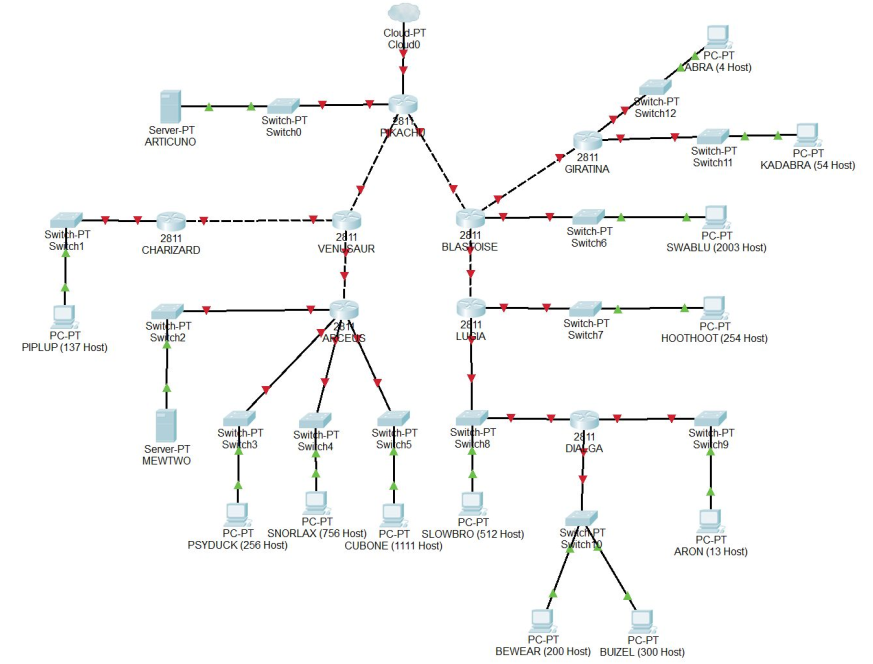 Cloud-PT
Cloud0
PC-PT
ABRA (4 Host)
Switch-PT
Switch12
Server-PT
ARTICUNO
Switch-PT
Switch0
2811
PIKACHU
2811
GIRATINA
Switch-PT
Switch11
PC-PT
KADABRA (54 Host)
Switch-PT
Switch1
2811
CHARIZARD
2811
VENUSAUR
2811
BLASTOISE
Switch-PT
Switch6
PC-PT
SWABLU (2003 Host)
PC-PT
PIPLUP (137 Host)
Switch-PT
Switch2
2811
ARCEUS
2811
LUGIA
Switch-PT
Switch7
PC-PT
HOOTHOOT (254 Host)
Server-PT
MEWTWO
Switch-PT
Switch3
Switch-PT
Switch4
Switch-PT
Switch5
Switch-PT
Switch8
2811
DIALGA
Switch-PT
Switch9
PC-PT
PSYDUCK (256 Host)
PC-PT
SNORLAX (756 Host)
PC-PT
CUBONE (1111 Host)
PC-PT
SLOWBRO (512 Host)
Switch-PT
Switch10
PC-PT
ARON (13 Host)
PC-PT
BEWEAR (200 Host)
PC-PT
BUIZEL (300 Host)